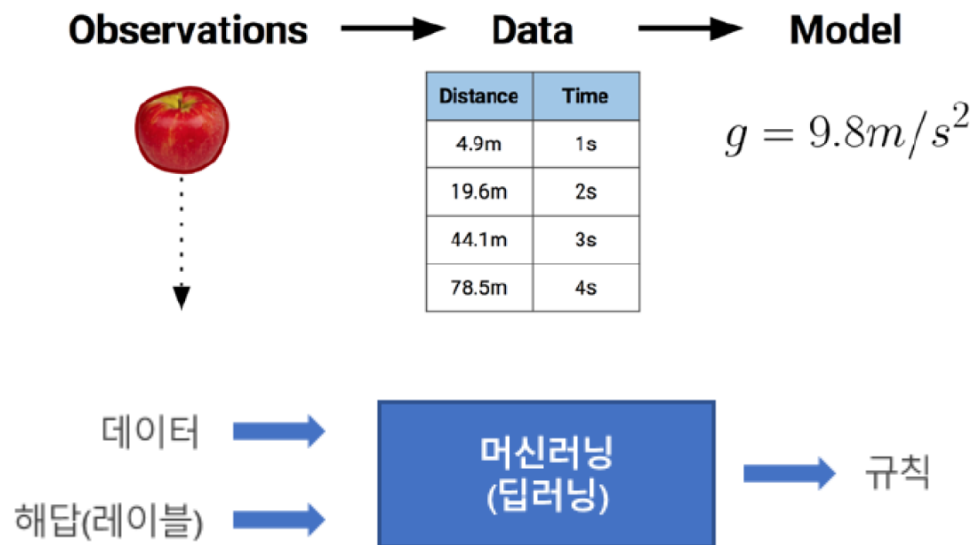 Observations → Data → Model
Distance Time
4.9m 1s
19.6m 2s
44.1m 3s
78.5m 4s
g = 9.8m/s²
데이터
해답(레이블)
머신러닝
(딥러닝)
규칙